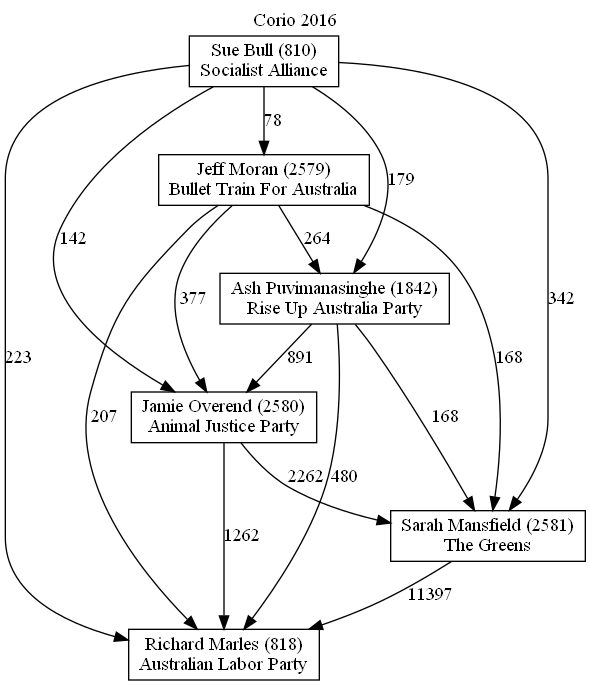 Corio 2016
Sue Bull (810)
Socialist Alliance
78
Jeff Moran (2579)
Bullet Train For Australia
179
142
264
Ash Puvimanasinghe (1842)
Rise Up Australia Party
377
342
223
891
168
Jamie Overend (2580)
Animal Justice Party
207
168
2262
480
Sarah Mansfield (2581)
The Greens
1262
11397
Richard Marles (818)
Australian Labor Party